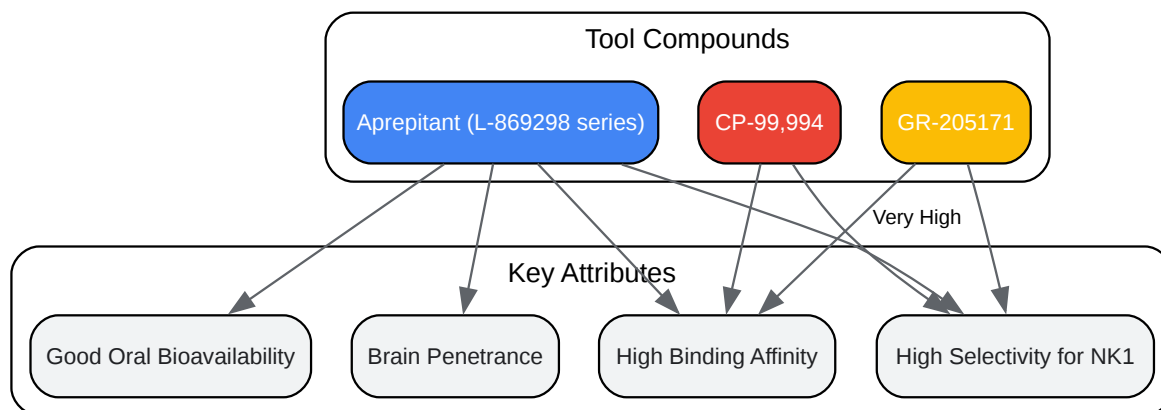 Tool Compounds
Aprepitant (L-869298 series)
CP-99,994
GR-205171
Very High
Key Attributes
Good Oral Bioavailability
Brain Penetrance
High Binding Affinity
High Selectivity for NK1